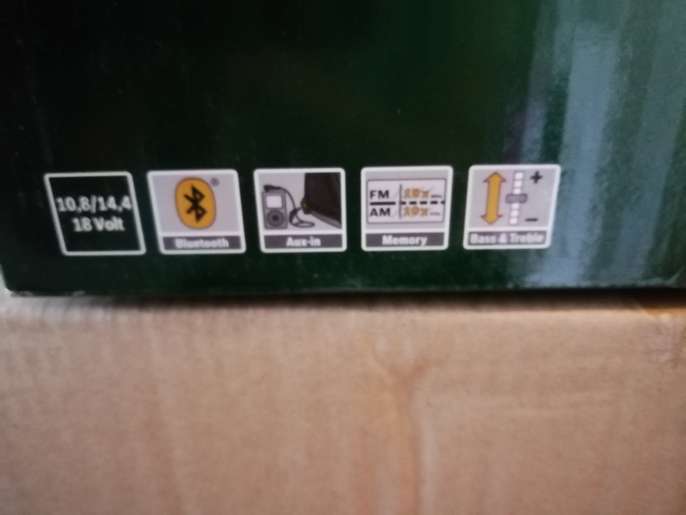 10,8/14,4
18 Volt
®
Bluetooth
Aux-in
FM
AM
Memory
+
-
Bass & Treble